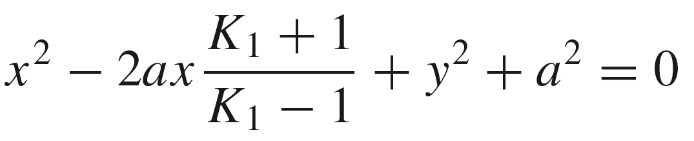 $x^2 - 2ax\frac{K_1 + 1}{K_1 - 1} + y^2 + a^2 = 0$